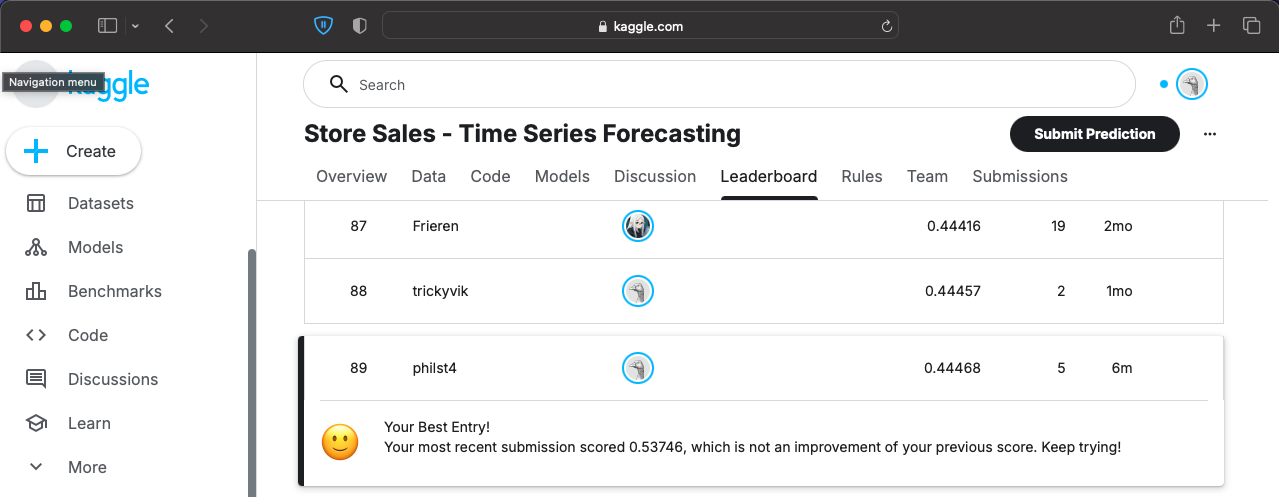 kaggle.com
Navigation menu
kaggle
Search
Create
Datasets
Models
Benchmarks
Code
Discussions
Learn
More
Store Sales - Time Series Forecasting
Submit Prediction
Overview Data Code Models Discussion Leaderboard Rules Team Submissions
87 Frieren 0.44416 19 2mo
88 trickyvik 0.44457 2 1mo
89 philst4 0.44468 5 6m
Your Best Entry!
Your most recent submission scored 0.53746, which is not an improvement of your previous score. Keep trying!